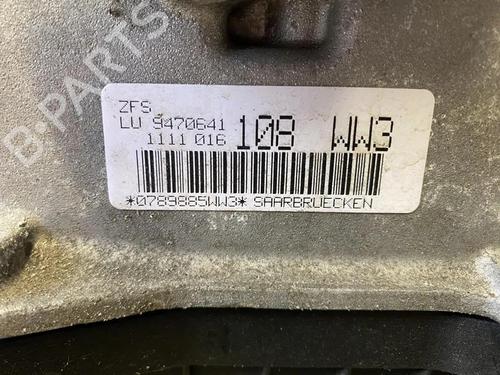 B-PARTS
ZFS
LU 9470641 108 WW3
1111 016
*0789885WW3* SAARBRUECKEN